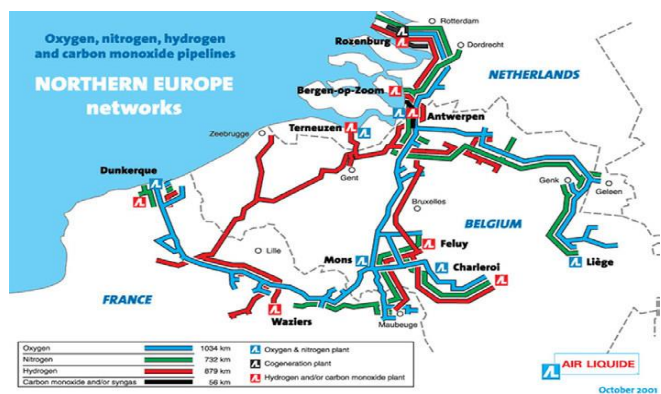 Oxygen, nitrogen, hydrogen
and carbon monoxide pipelines
NORTHERN EUROPE
networks
Rotterdam
Rozenburg
Dordrecht
NETHERLANDS
Bergen-op-Zoom
Antwerpen
Zeebrugge
Terneuzen
Dunkerque
Gent
Genk
Geleen
Bruxelles
BELGIUM
Lille
Feluy
Mons
Charleroi
Liège
FRANCE
Waziers
Maubeuge
Oxygen 1034 km
Nitrogen 732 km
Hydrogen 879 km
Carbon monoxide and/or syngas 56 km
Oxygen & nitrogen plant
Cogeneration plant
Hydrogen and/or carbon monoxide plant
AIR LIQUIDE
October 2001